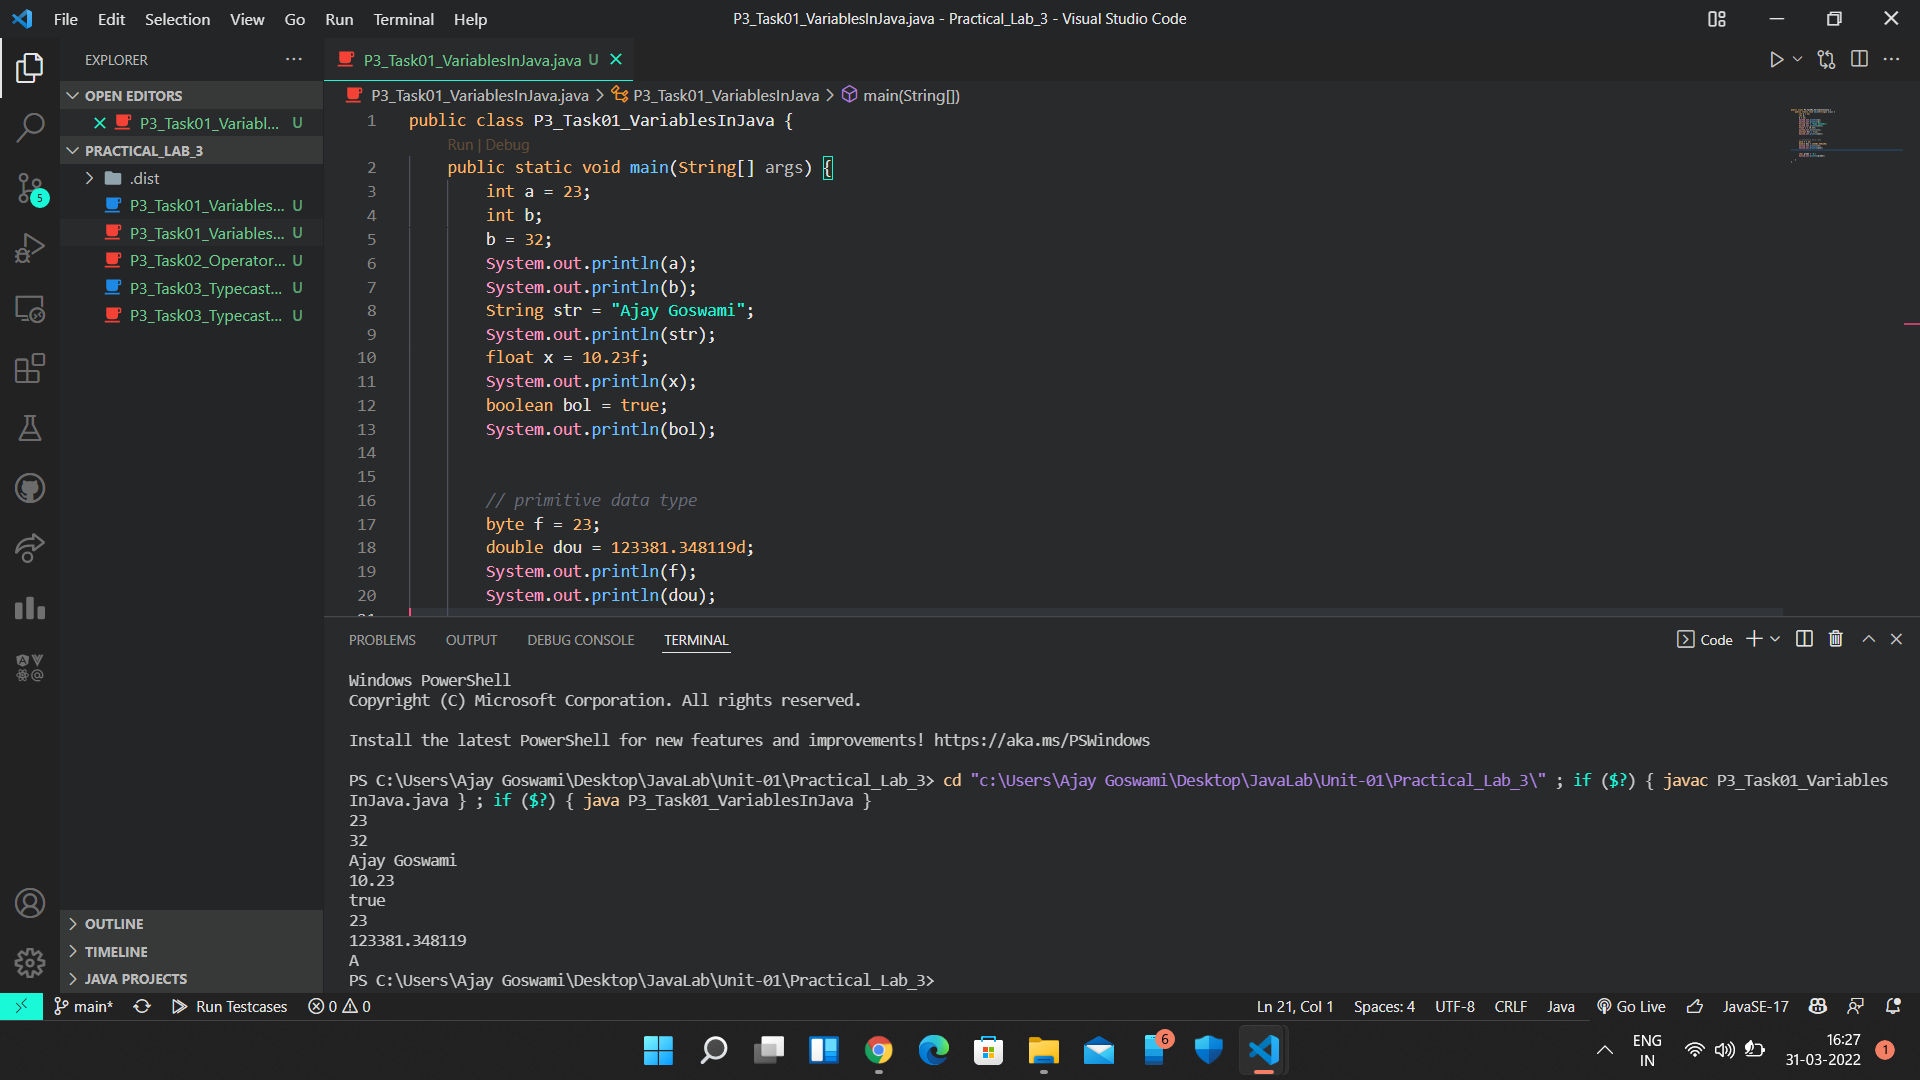 File Edit Selection View Go Run Terminal Help
P3_Task01_VariablesInJava.java - Practical_Lab_3 - Visual Studio Code
EXPLORER
OPEN EDITORS
P3_Task01_Variabl... U
PRACTICAL_LAB_3
.dist
P3_Task01_Variables... U
P3_Task01_Variables... U
P3_Task02_Operator... U
P3_Task03_Typecast... U
P3_Task03_Typecast... U
OUTLINE
TIMELINE
JAVA PROJECTS
5
P3_Task01_VariablesInJava.java U
P3_Task01_VariablesInJava.java > P3_Task01_VariablesInJava > main(String[])
1 public class P3_Task01_VariablesInJava {
Run | Debug
2 public static void main(String[] args) {
3 int a = 23;
4 int b;
5 b = 32;
6 System.out.println(a);
7 System.out.println(b);
8 String str = "Ajay Goswami";
9 System.out.println(str);
10 float x = 10.23f;
11 System.out.println(x);
12 boolean bol = true;
13 System.out.println(bol);
14
15
16 // primitive data type
17 byte f = 23;
18 double dou = 123381.348119d;
19 System.out.println(f);
20 System.out.println(dou);
PROBLEMS OUTPUT DEBUG CONSOLE TERMINAL
Code
Windows PowerShell
Copyright (C) Microsoft Corporation. All rights reserved.
Install the latest PowerShell for new features and improvements! https://aka.ms/PSWindows
PS C:\Users\Ajay Goswami\Desktop\JavaLab\Unit-01\Practical_Lab_3> cd "c:\Users\Ajay Goswami\Desktop\JavaLab\Unit-01\Practical_Lab_3\" ; if ($?) { javac P3_Task01_Variables
InJava.java } ; if ($?) { java P3_Task01_VariablesInJava }
23
32
Ajay Goswami
10.23
true
23
123381.348119
A
PS C:\Users\Ajay Goswami\Desktop\JavaLab\Unit-01\Practical_Lab_3>
main* Run Testcases 0 0
Ln 21, Col 1 Spaces: 4 UTF-8 CRLF Java Go Live JavaSE-17
6
ENG
IN
16:27
31-03-2022
1